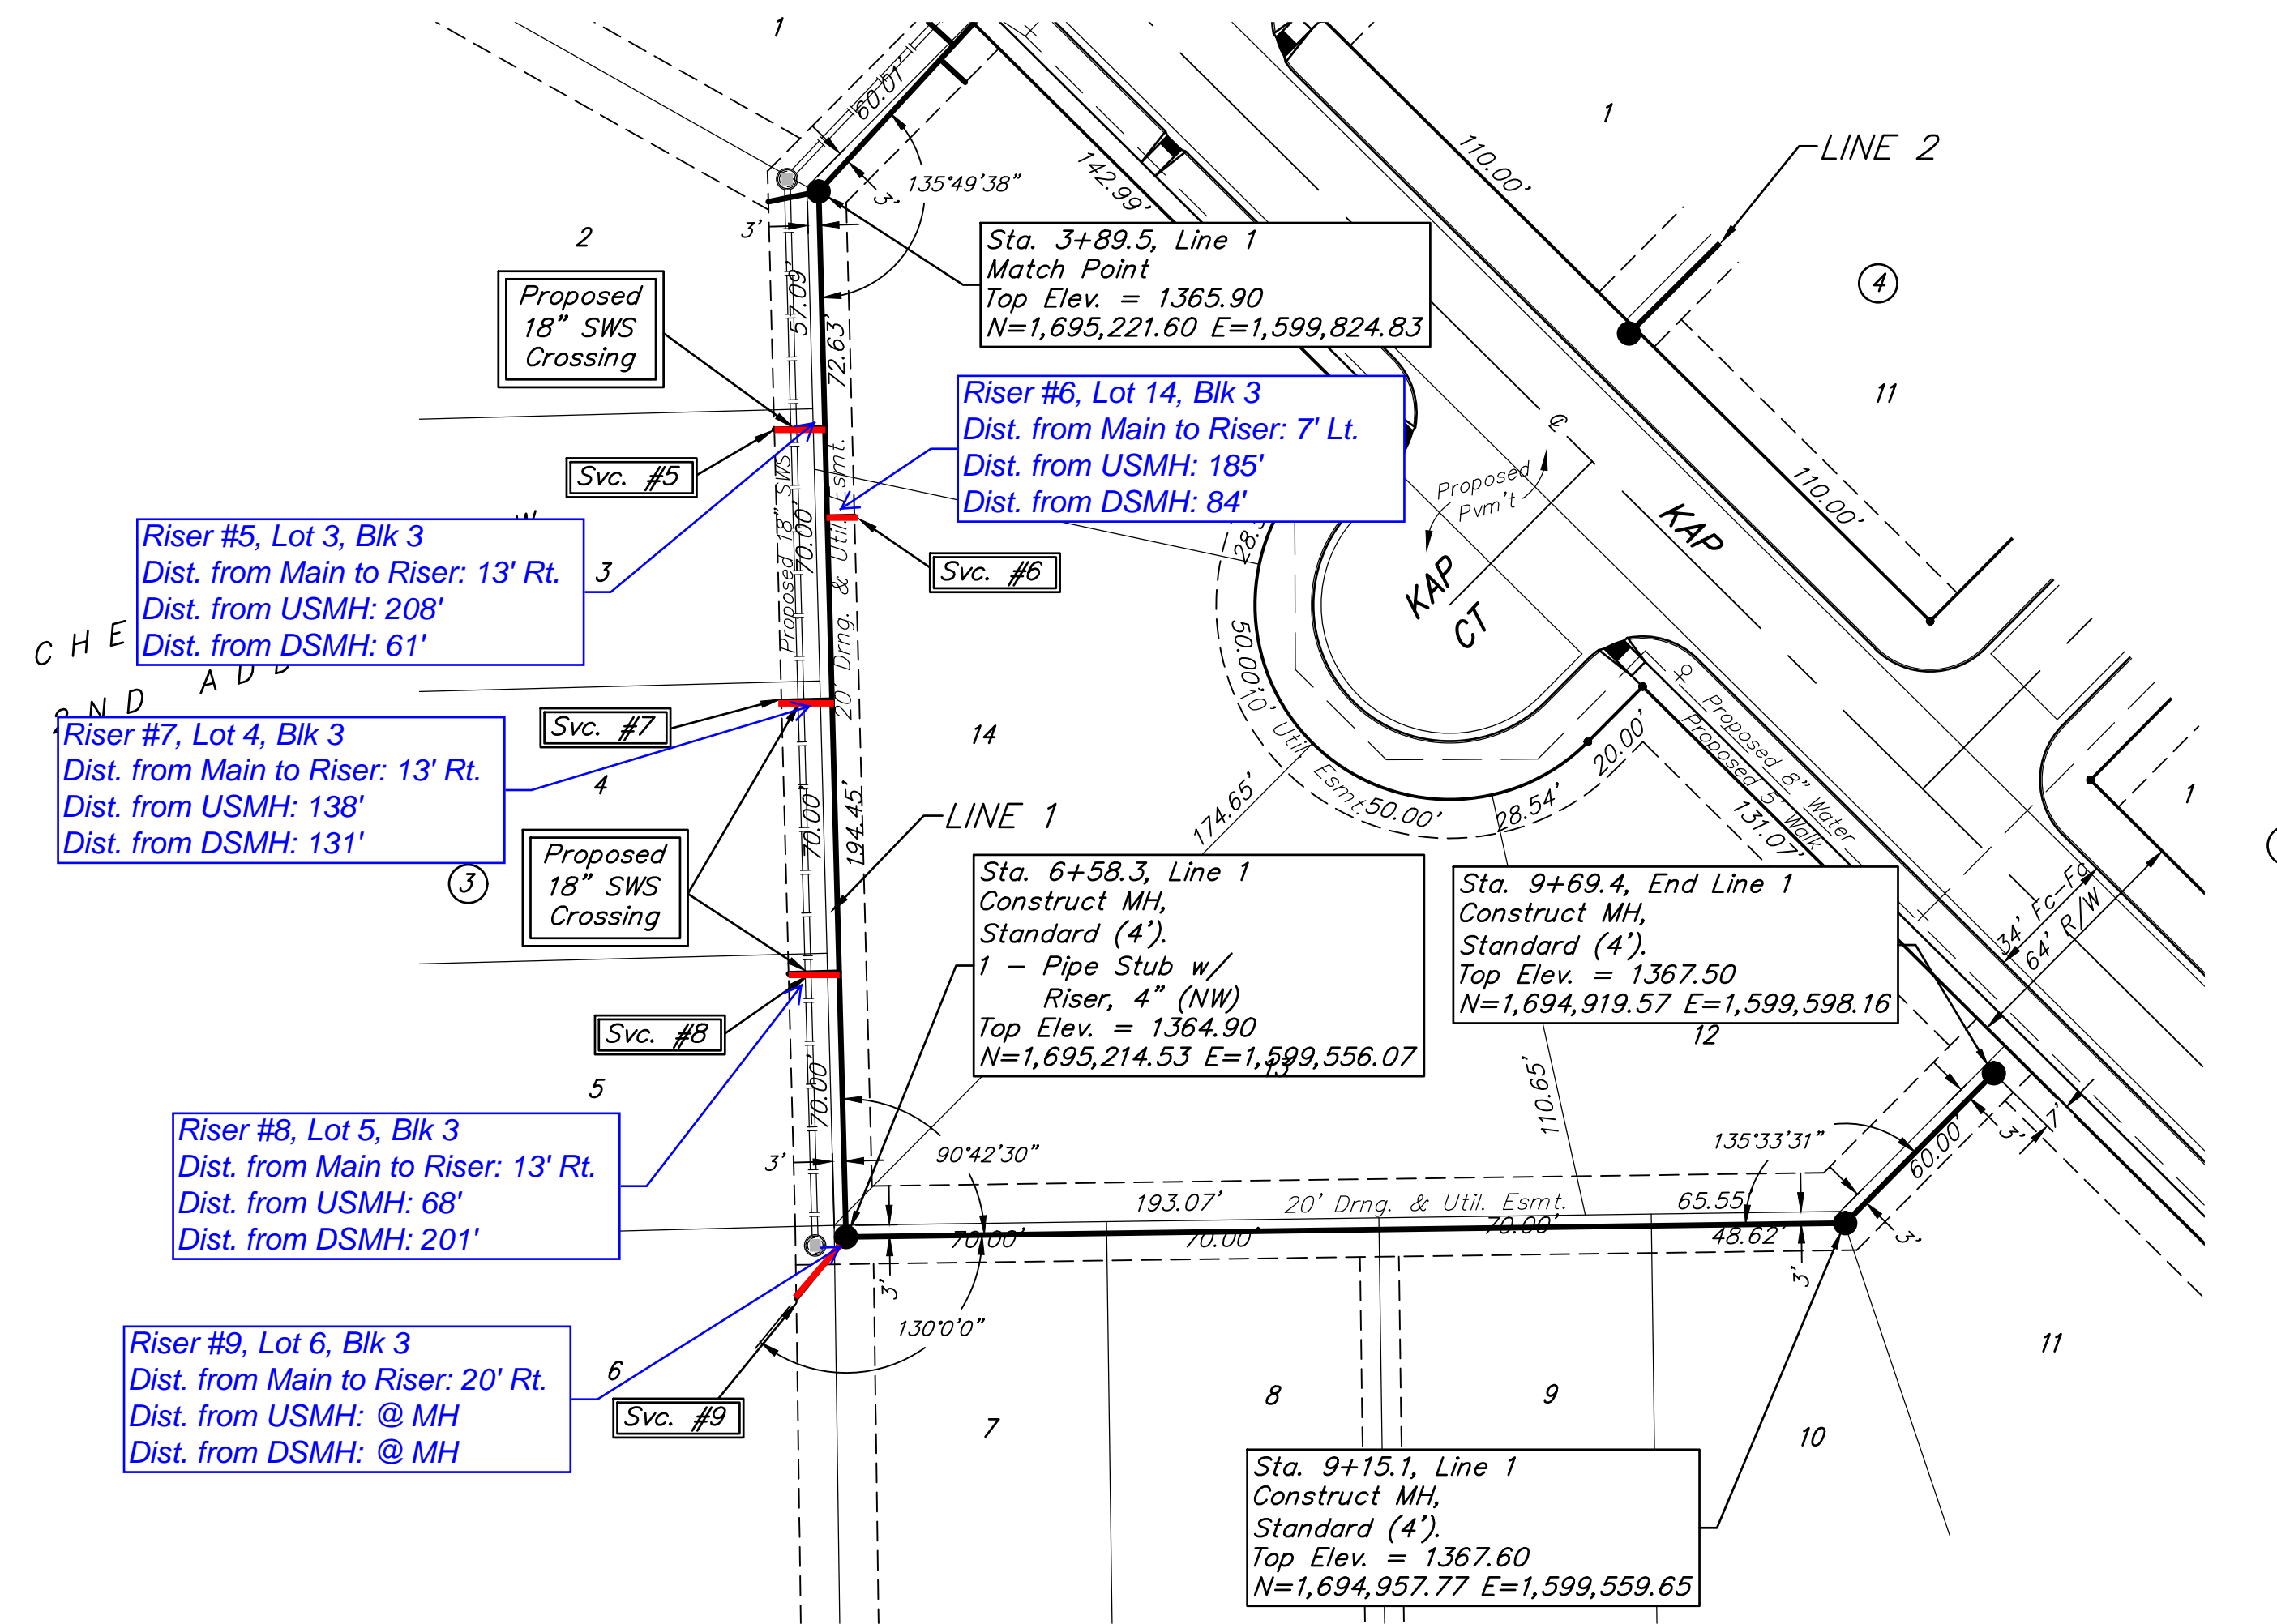 1
60.01'
135°49'38"
3'
3'
142.99'
110.00'
1
LINE 2
4
11
110.00'
2
Proposed
18" SWS
Crossing
57.09'
72.63'
Sta. 3+89.5, Line 1
Match Point
Top Elev. = 1365.90
N=1,695,221.60 E=1,599,824.83
Riser #6, Lot 14, Blk 3
Dist. from Main to Riser: 7' Lt.
Dist. from USMH: 185'
Dist. from DSMH: 84'
Svc. #5
Svc. #6
Proposed 18" SWS
70.00'
20' Drng. & Util. Esmt.
Riser #5, Lot 3, Blk 3
Dist. from Main to Riser: 13' Rt.
Dist. from USMH: 208'
Dist. from DSMH: 61'
3
Proposed
Pvm't
KAP
KAP
CT
50.00'
10' Util. Esmt.
50.00'
28.54'
20.00'
174.65'
Proposed 8" Water
Proposed 5' Walk
131.07'
1
34' Fc-Fc
64' R/W
C H E
A D D
2 N D
Riser #7, Lot 4, Blk 3
Dist. from Main to Riser: 13' Rt.
Dist. from USMH: 138'
Dist. from DSMH: 131'
Svc. #7
4
14
70.00'
194.45'
LINE 1
Proposed
18" SWS
Crossing
3
Sta. 6+58.3, Line 1
Construct MH,
Standard (4').
1 - Pipe Stub w/
Riser, 4" (NW)
Top Elev. = 1364.90
N=1,695,214.53 E=1,599,556.07
13
Sta. 9+69.4, End Line 1
Construct MH,
Standard (4').
Top Elev. = 1367.50
N=1,694,919.57 E=1,599,598.16
12
Svc. #8
5
70.00'
110.65'
Riser #8, Lot 5, Blk 3
Dist. from Main to Riser: 13' Rt.
Dist. from USMH: 68'
Dist. from DSMH: 201'
3'
90°42'30"
135°33'31"
60.00'
3'
7'
193.07'
20' Drng. & Util. Esmt.
65.55'
70.00'
70.00'
70.00'
48.62'
3'
3'
3'
130°0'0"
Riser #9, Lot 6, Blk 3
Dist. from Main to Riser: 20' Rt.
Dist. from USMH: @ MH
Dist. from DSMH: @ MH
6
Svc. #9
7
8
9
10
11
Sta. 9+15.1, Line 1
Construct MH,
Standard (4').
Top Elev. = 1367.60
N=1,694,957.77 E=1,599,559.65